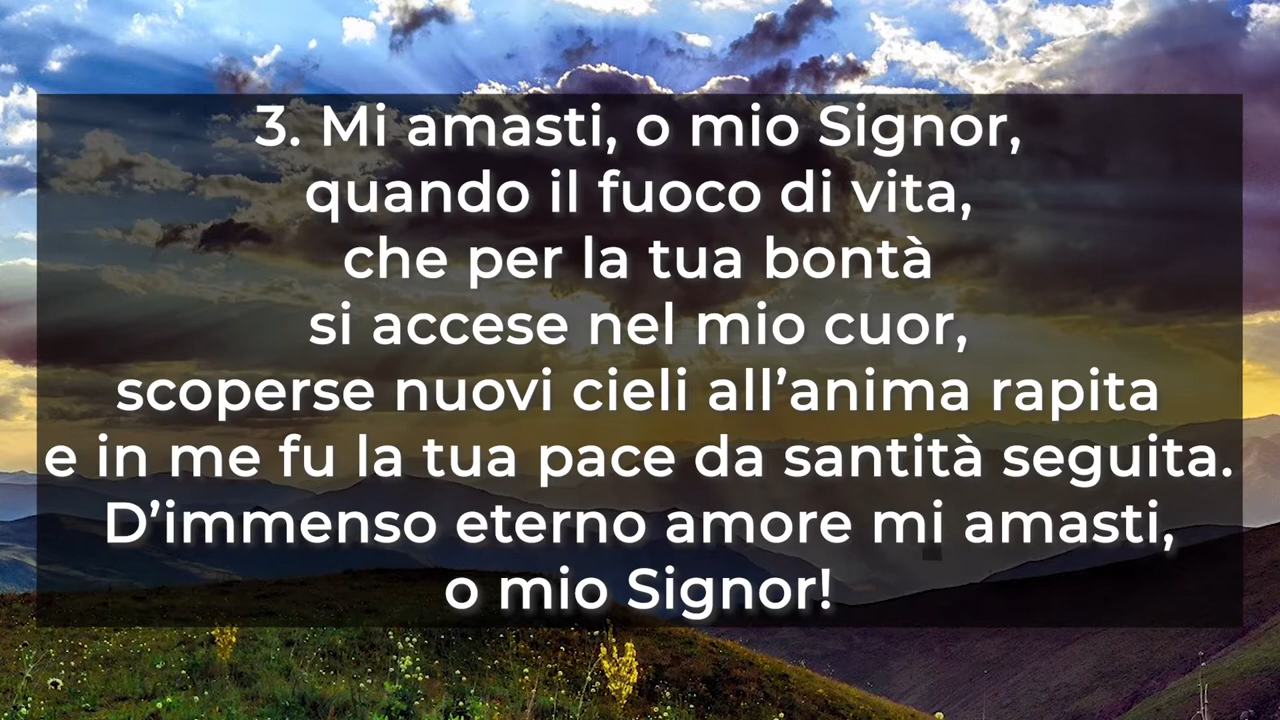 3. Mi amasti, o mio Signor,
quando il fuoco di vita,
che per la tua bontà
si accese nel mio cuor,
scoperse nuovi cieli all’anima rapita
e in me fu la tua pace da santità seguita.
D’immenso eterno amore mi amasti,
o mio Signor!